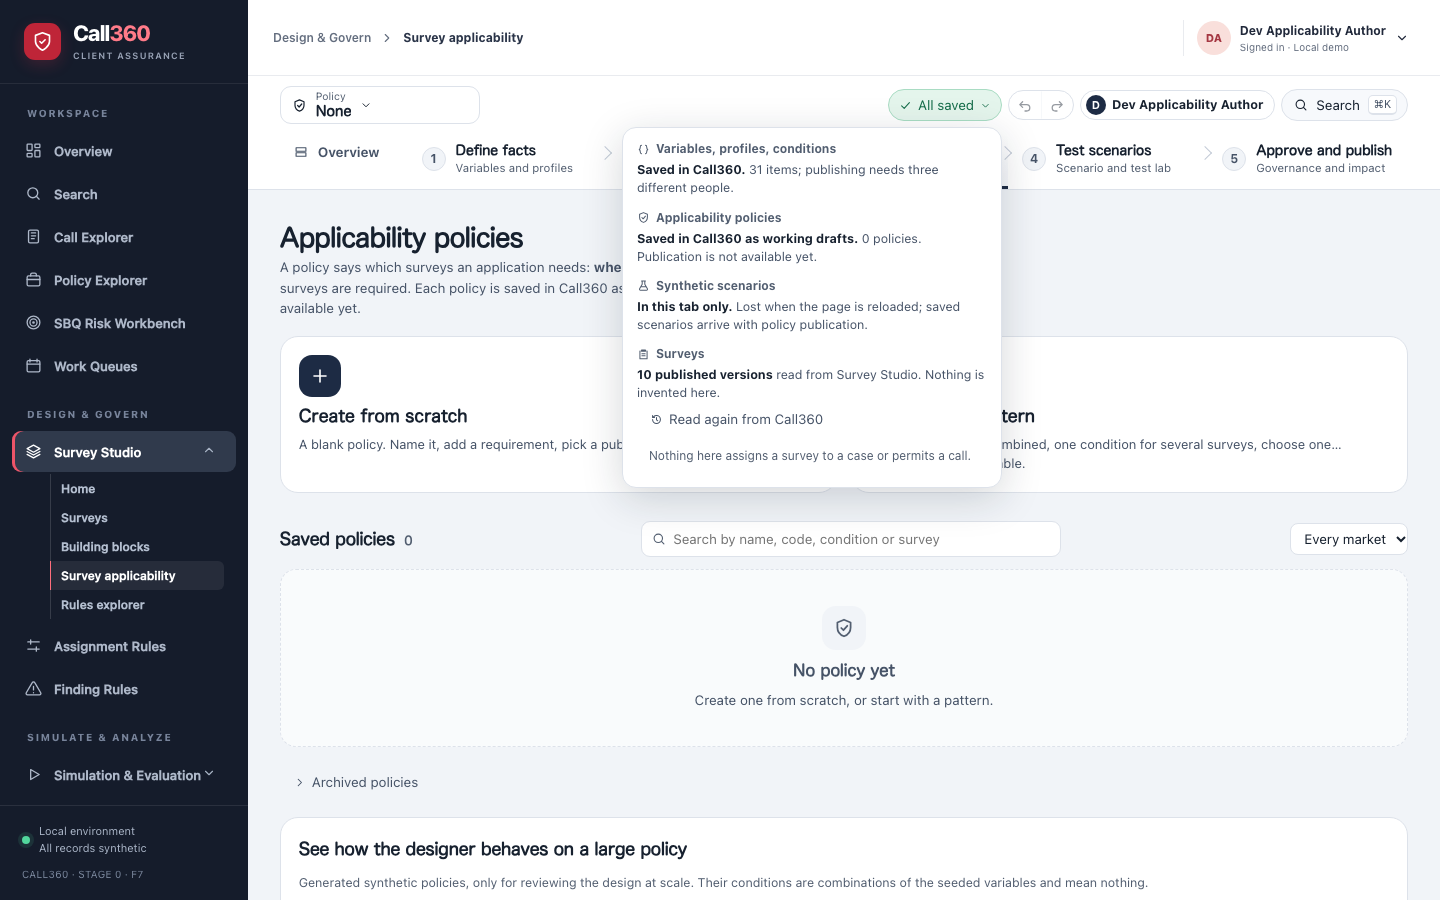 Call360
CLIENT ASSURANCE
WORKSPACE
Overview
Search
Call Explorer
Policy Explorer
SBQ Risk Workbench
Work Queues
DESIGN & GOVERN
Survey Studio
Home
Surveys
Building blocks
Survey applicability
Rules explorer
Assignment Rules
Finding Rules
SIMULATE & ANALYZE
Simulation & Evaluation
Local environment
All records synthetic
CALL360 · STAGE 0 · F7
Design & Govern > Survey applicability
DA
Dev Applicability Author
Signed in · Local demo
Policy
None
All saved
D Dev Applicability Author
Search ⌘K
Overview
1 Define facts
Variables and profiles
4 Test scenarios
Scenario and test lab
5 Approve and publish
Governance and impact
Variables, profiles, conditions
Saved in Call360. 31 items; publishing needs three
different people.
Applicability policies
Saved in Call360 as working drafts. 0 policies.
Publication is not available yet.
Synthetic scenarios
In this tab only. Lost when the page is reloaded; saved
scenarios arrive with policy publication.
Surveys
10 published versions read from Survey Studio. Nothing is
invented here.
Read again from Call360
Nothing here assigns a survey to a case or permits a call.
Applicability policies
A policy says which surveys an application needs: whe
surveys are required. Each policy is saved in Call360 as
available yet.
Create from scratch
A blank policy. Name it, add a requirement, pick a pub
tern
mbined, one condition for several surveys, choose one...
ble.
Saved policies 0
Search by name, code, condition or survey
Every market
No policy yet
Create one from scratch, or start with a pattern.
Archived policies
See how the designer behaves on a large policy
Generated synthetic policies, only for reviewing the design at scale. Their conditions are combinations of the seeded variables and mean nothing.